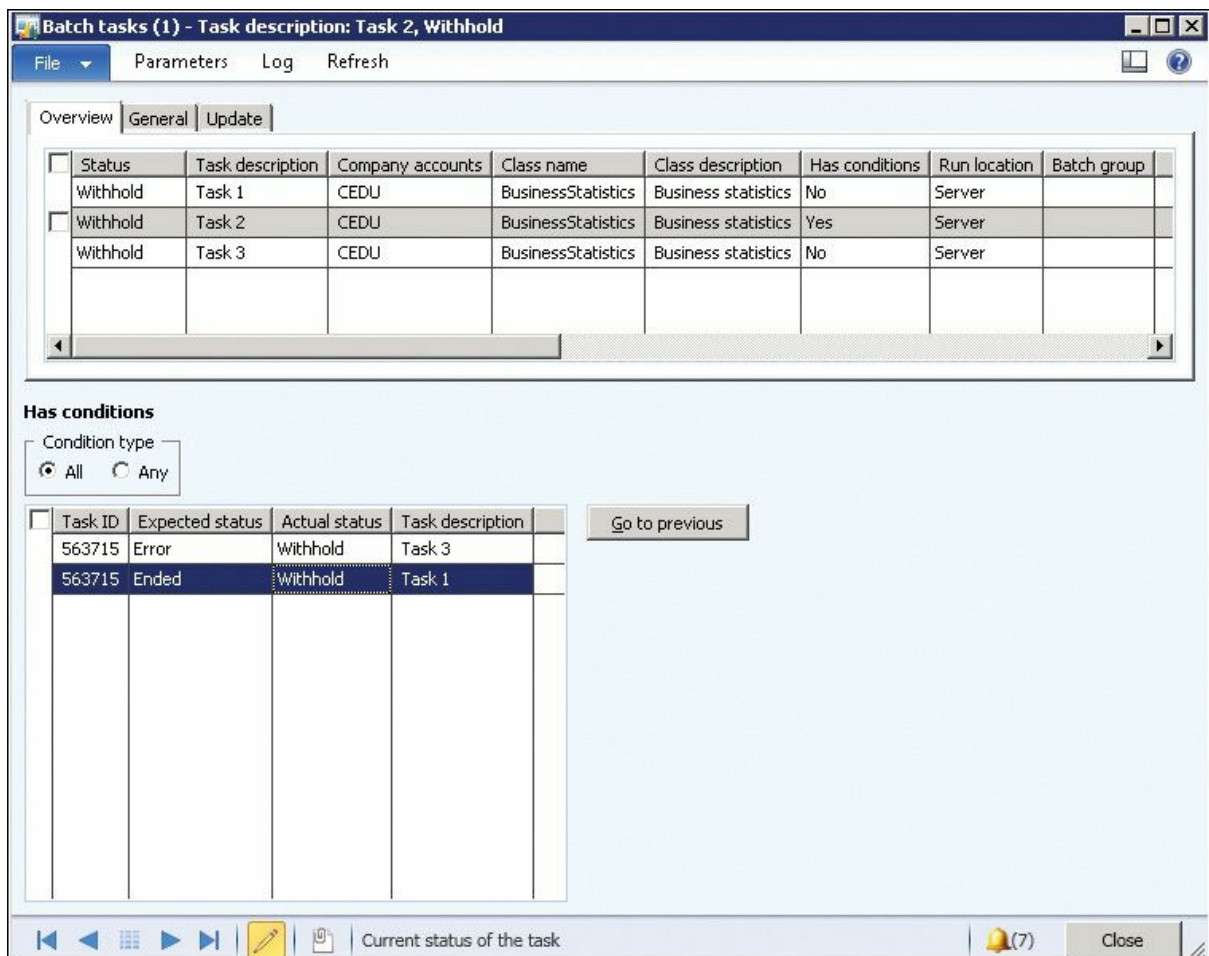 Batch tasks (1) - Task description: Task 2, Withhold
File Parameters Log Refresh
Overview General Update
Status Task description Company accounts Class name Class description Has conditions Run location Batch group
Withhold Task 1 CEDU BusinessStatistics Business statistics No Server
Withhold Task 2 CEDU BusinessStatistics Business statistics Yes Server
Withhold Task 3 CEDU BusinessStatistics Business statistics No Server
Has conditions
Condition type
All Any
Task ID Expected status Actual status Task description
Go to previous
563715 Error Withhold Task 3
563715 Ended Withhold Task 1
Current status of the task
(7)
Close